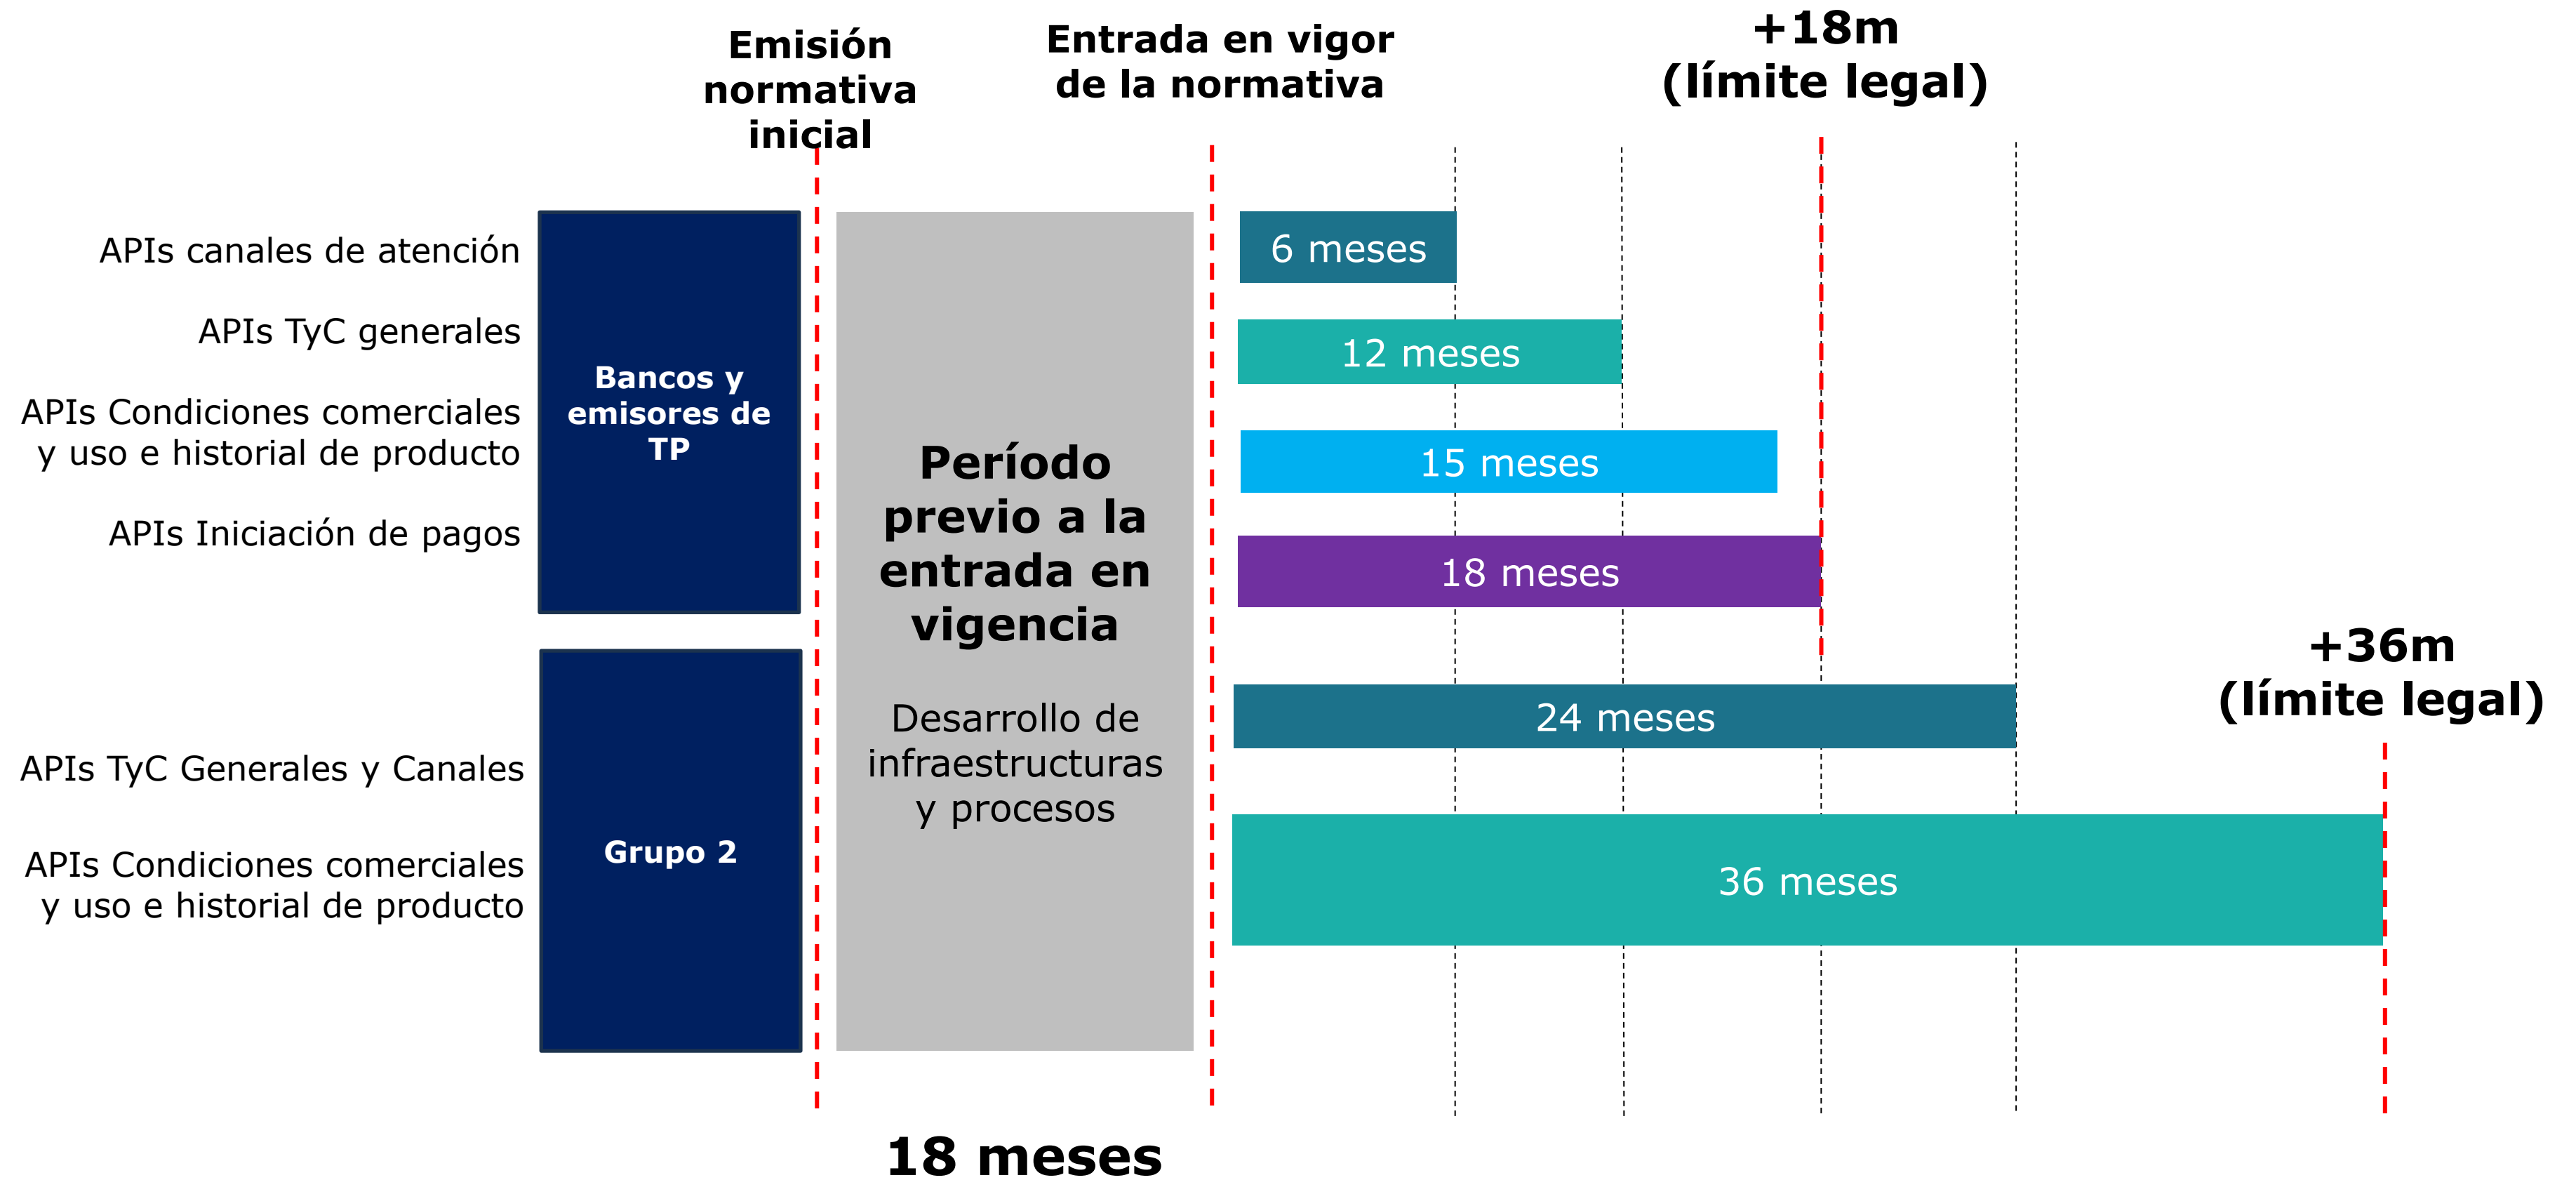 Emisión
normativa
inicial
Entrada en vigor
de la normativa
+18m
(límite legal)
APIs canales de atención
APIs TyC generales
APIs Condiciones comerciales
y uso e historial de producto
APIs Iniciación de pagos
Bancos y
emisores de
TP
Período
previo a la
entrada en
vigencia
Desarrollo de
infraestructuras
y procesos
6 meses
12 meses
15 meses
18 meses
+36m
(límite legal)
APIs TyC Generales y Canales
APIs Condiciones comerciales
y uso e historial de producto
Grupo 2
24 meses
36 meses
18 meses